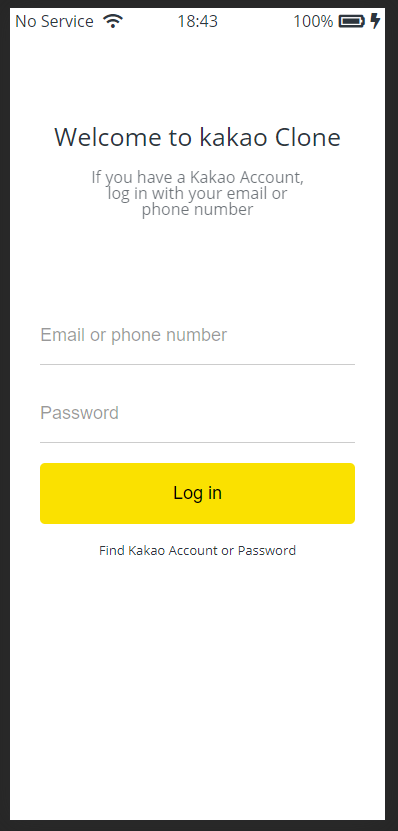 No Service 18:43 100%
Welcome to kakao Clone
If you have a Kakao Account,
log in with your email or
phone number
Email or phone number
Password
Log in
Find Kakao Account or Password